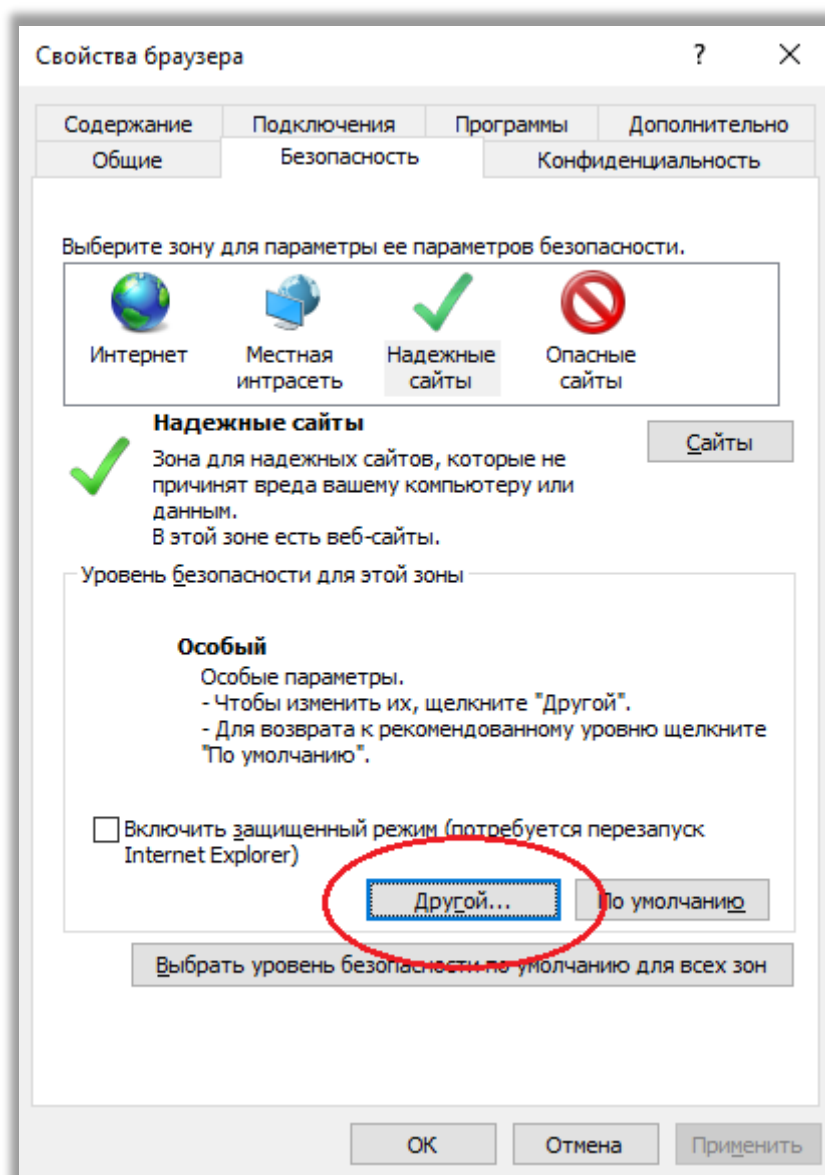 Свойства браузера ?
Содержание Подключения Программы Дополнительно
Общие Безопасность Конфиденциальность
Выберите зону для параметры ее параметров безопасности.
Интернет
Местная
интрасеть
Надежные
сайты
Опасные
сайты
Надежные сайты
Сайты
Зона для надежных сайтов, которые не
причинят вреда вашему компьютеру или
данным.
В этой зоне есть веб-сайты.
Уровень безопасности для этой зоны
Особый
Особые параметры.
- Чтобы изменить их, щелкните "Другой".
- Для возврата к рекомендованному уровню щелкните
"По умолчанию".
Включить защищенный режим (потребуется перезапуск
Internet Explorer)
Другой... По умолчанию
Выбрать уровень безопасности по умолчанию для всех зон
ОК Отмена Применить